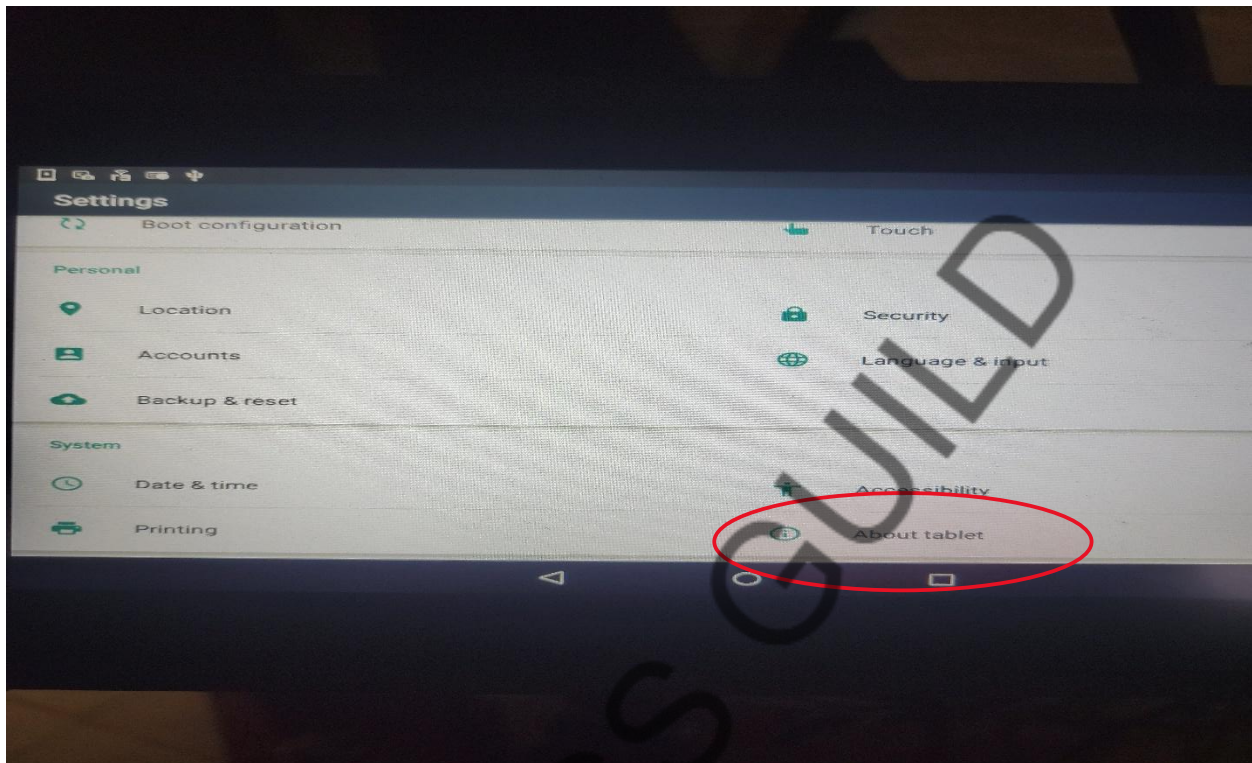 Settings
Boot configuration
Touch
Personal
Location
Security
Accounts
Language & input
Backup & reset
System
Date & time
Accessibility
Printing
About tablet
S GUILD